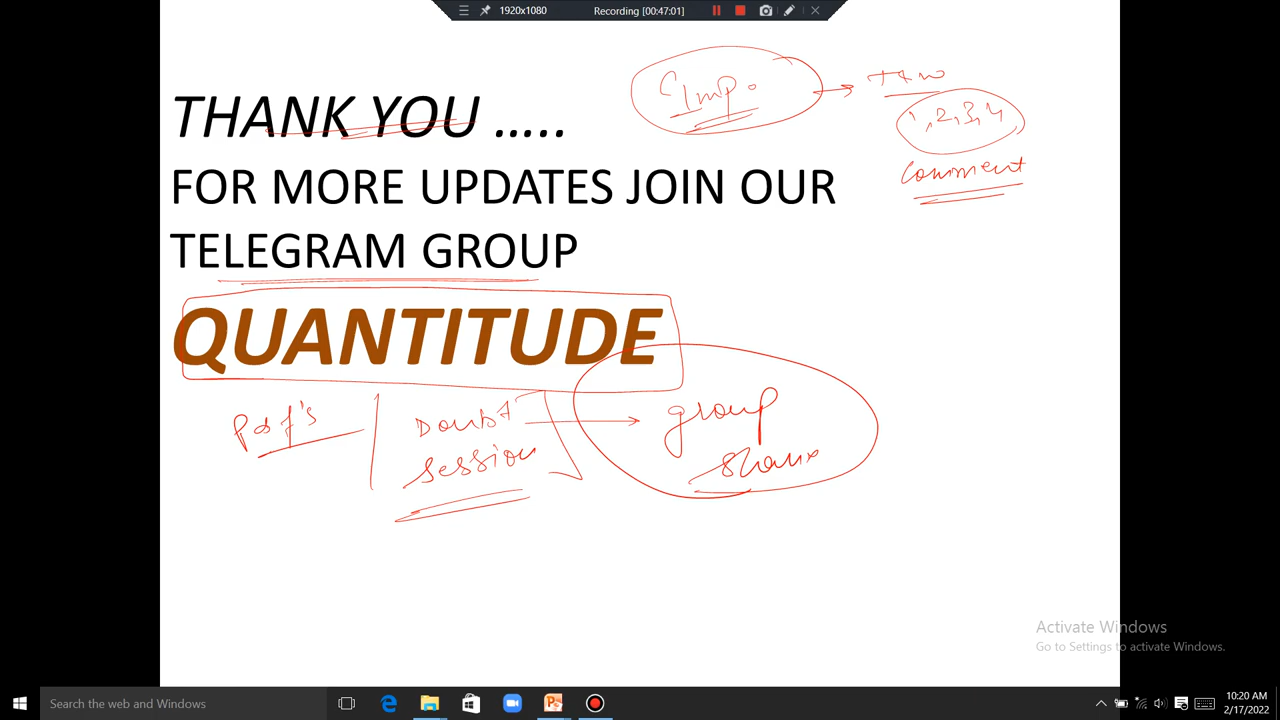 1920x1080
Recording [00:47:01]
Imp.
1, 2, 3, 4
comment
THANK YOU .....
FOR MORE UPDATES JOIN OUR
TELEGRAM GROUP
QUANTITUDE
Doubt
session
group
share
Activate Windows
Go to Settings to activate Windows.
Search the web and Windows
10:20 AM
2/17/2022